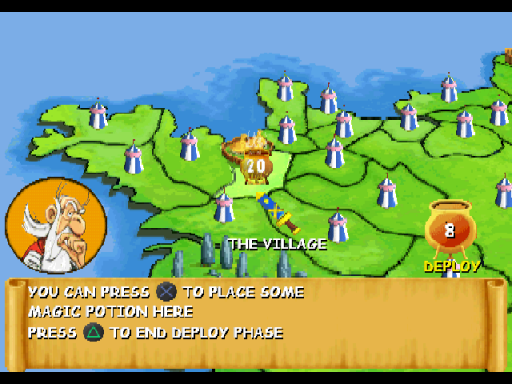 20
8
THE VILLAGE
DEPLOY
YOU CAN PRESS ⨂ TO PLACE SOME
MAGIC POTION HERE
PRESS △ TO END DEPLOY PHASE